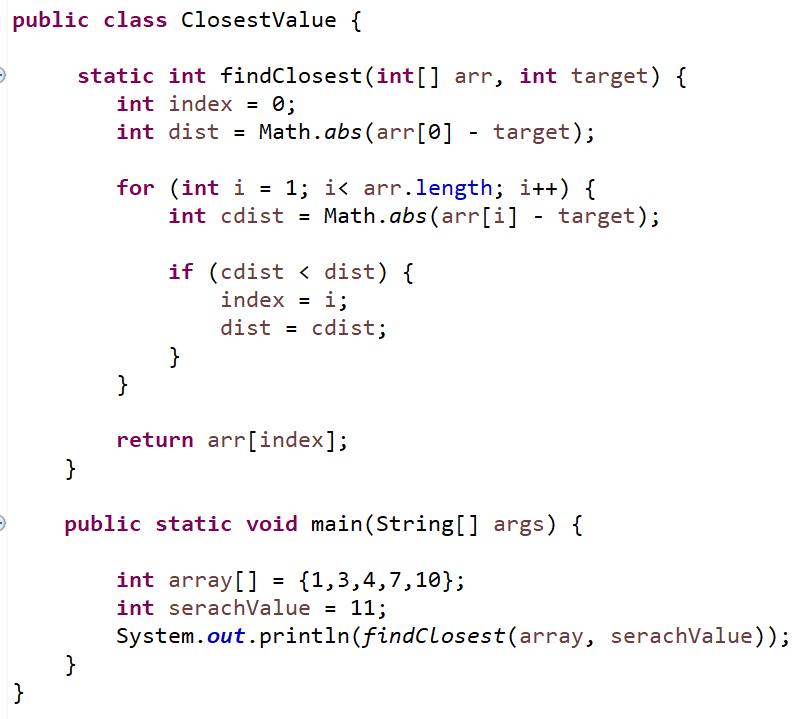 public class ClosestValue {
static int findClosest(int[] arr, int target) {
int index = 0;
int dist = Math.abs(arr[0] - target);
for (int i = 1; i< arr.length; i++) {
int cdist = Math.abs(arr[i] - target);
if (cdist < dist) {
index = i;
dist = cdist;
}
}
return arr[index];
}
public static void main(String[] args) {
int array[] = {1,3,4,7,10};
int serachValue = 11;
System.out.println(findClosest(array, serachValue));
}
}